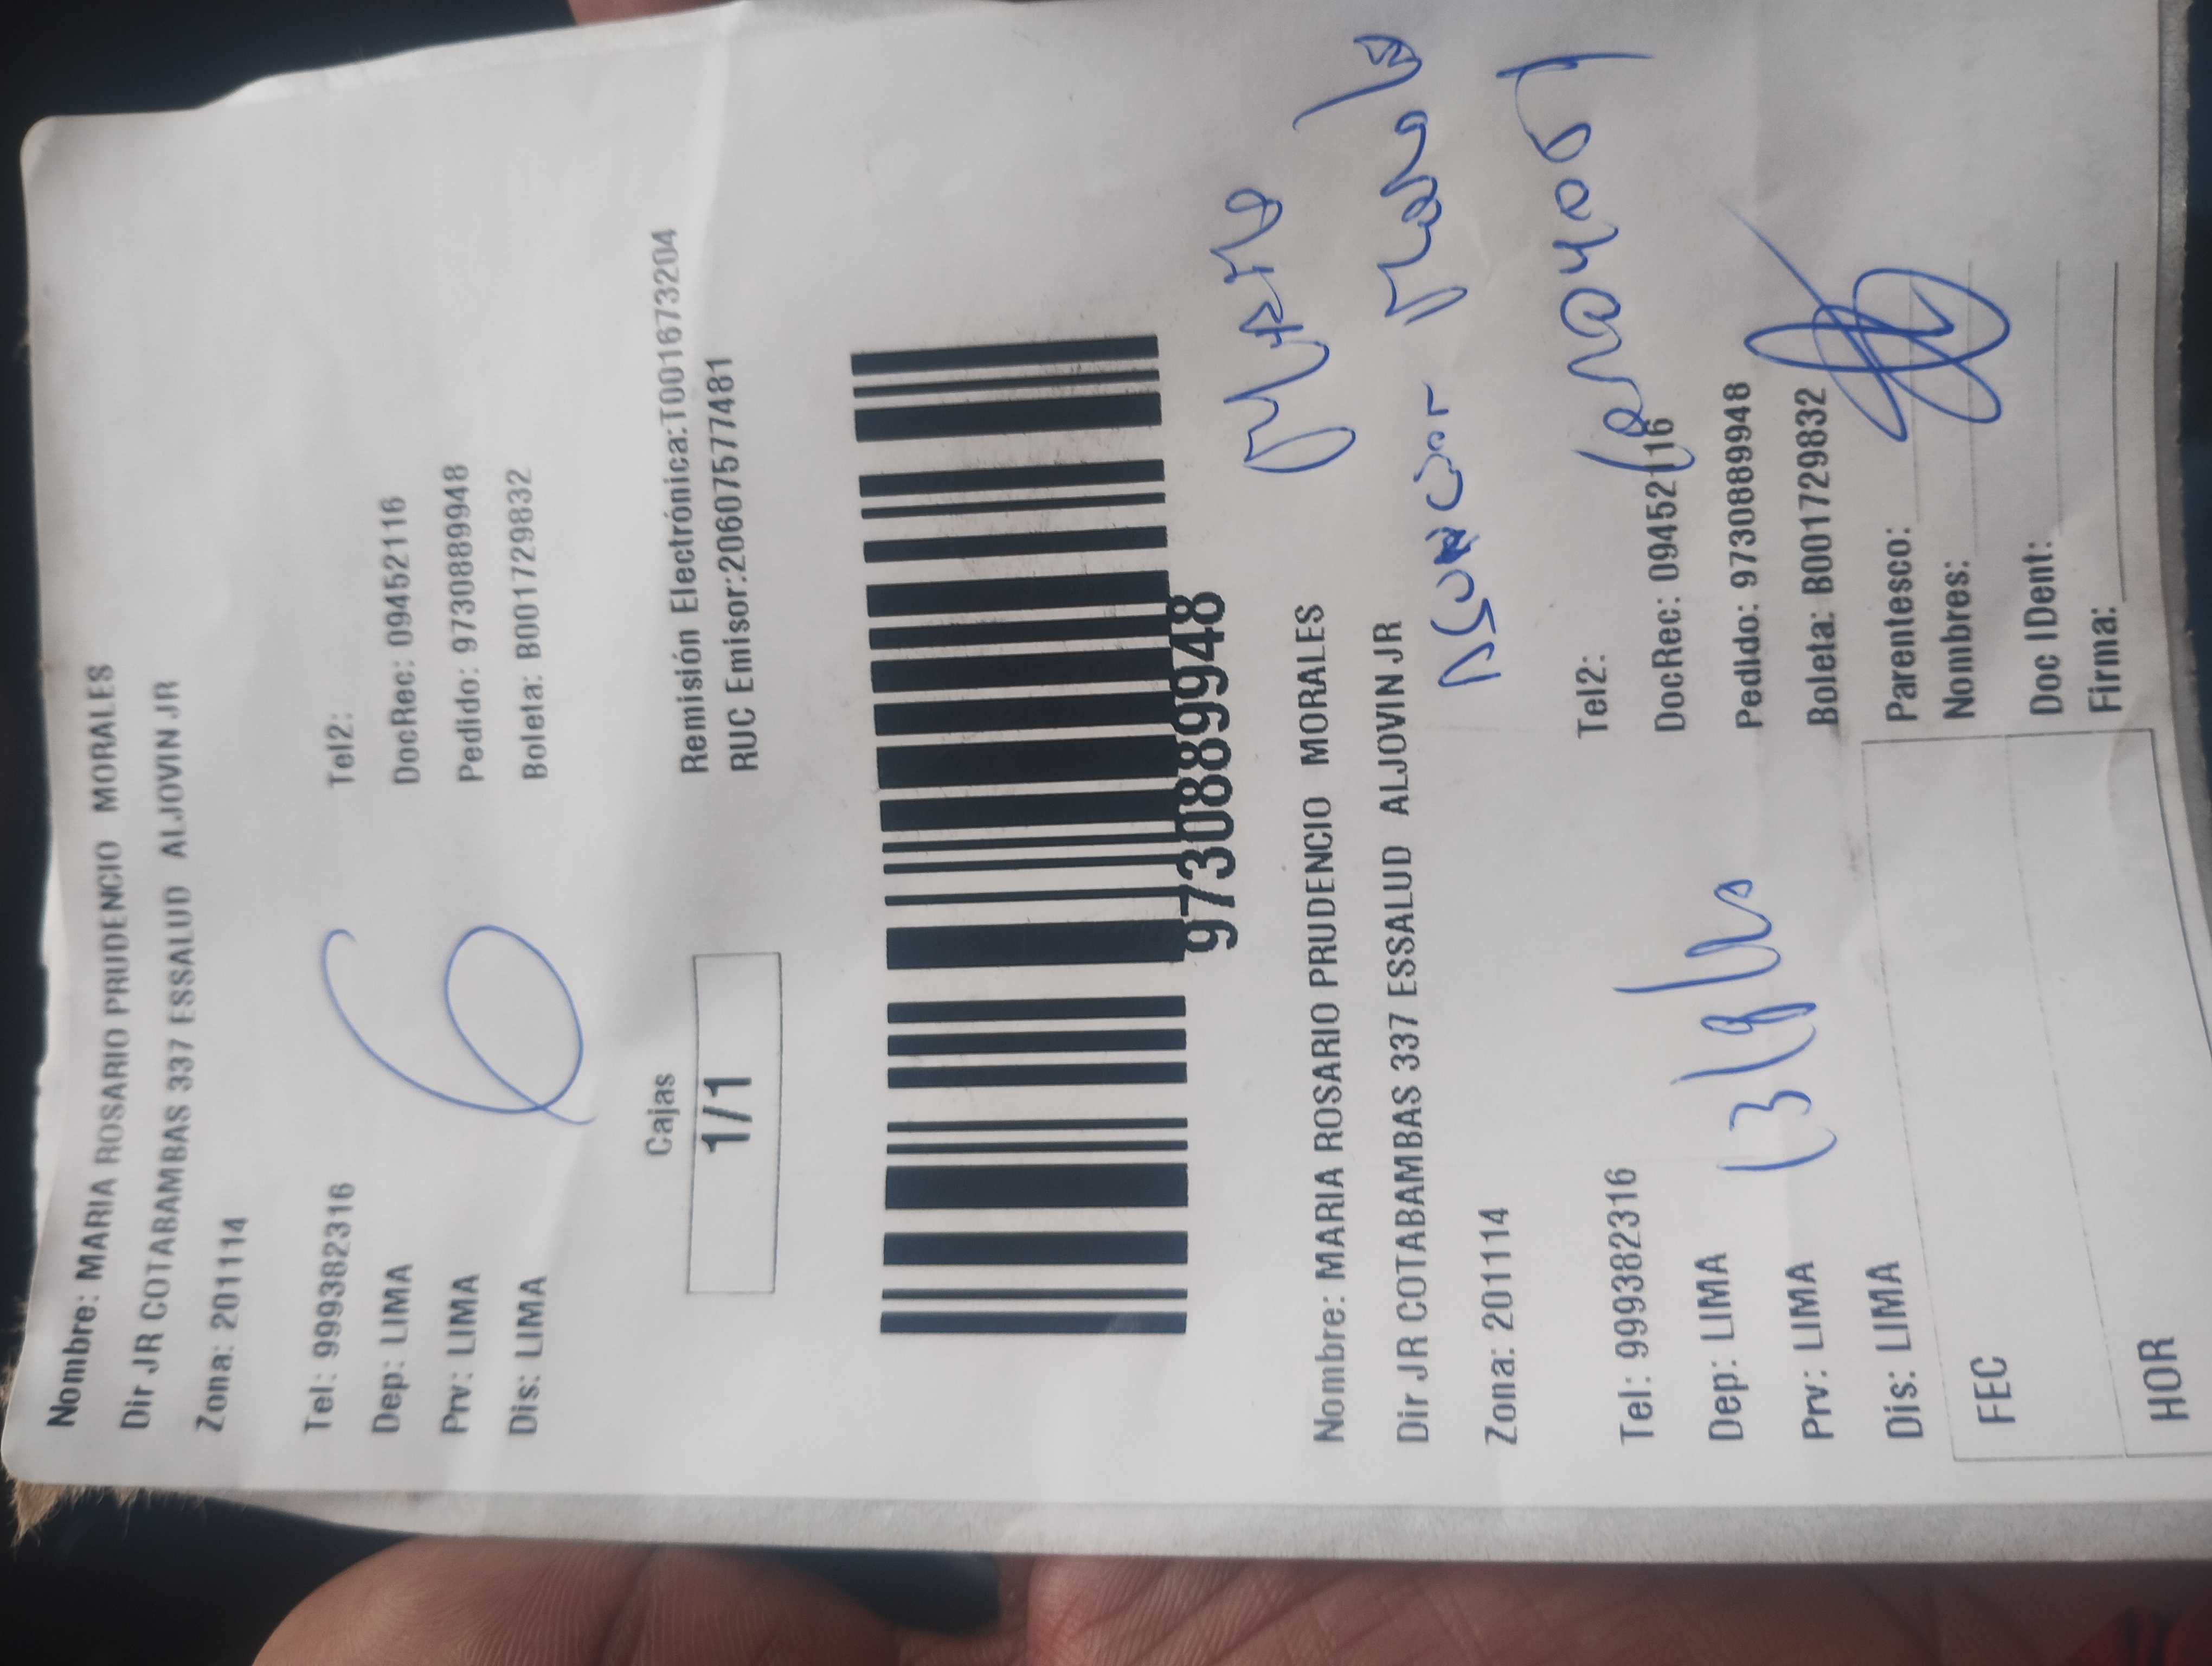 Nombre: MARIA ROSARIO PRUDENCIO MORALES
Dir JR COTABAMBAS 337 ESSALUD ALJOVIN JR
Zona: 201114
Tel: 999382316 Tel2:
Dep: LIMA DocRec: 09452116
Prv: LIMA Pedido: 9730889948
Dis: LIMA Boleta: B001729832
Cajas
1/1
Remisión Electrónica:T001673204
RUC Emisor:20607577481
9730889948
Nombre: MARIA ROSARIO PRUDENCIO MORALES
Dir JR COTABAMBAS 337 ESSALUD ALJOVIN JR
Zona: 201114
Tel: 999382316 Tel2:
Dep: LIMA DocRec: 09452116
Prv: LIMA Pedido: 9730889948
Dis: LIMA Boleta: B001729832
FEC
HOR
Parentesco:
Nombres:
Doc IDent:
Firma: